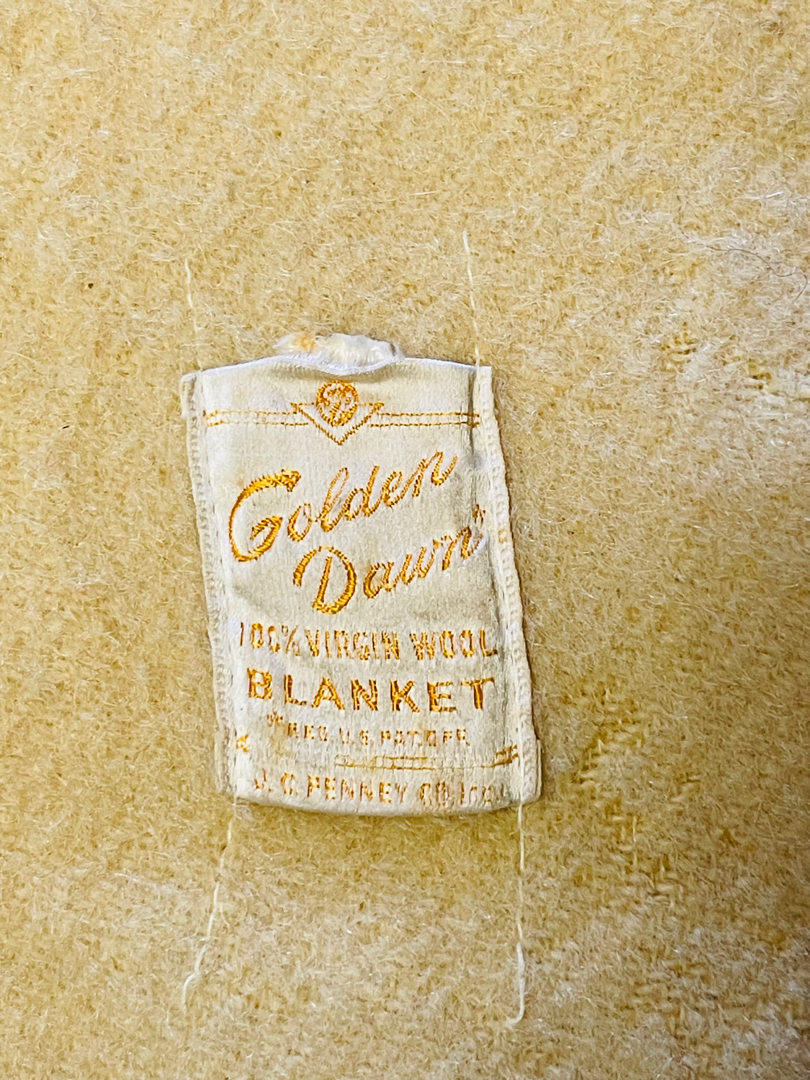 Golden
Dawn
100% VIRGIN WOOL
BLANKET
REG. U.S. PAT. OFF.
J. C. PENNEY CO. INC.